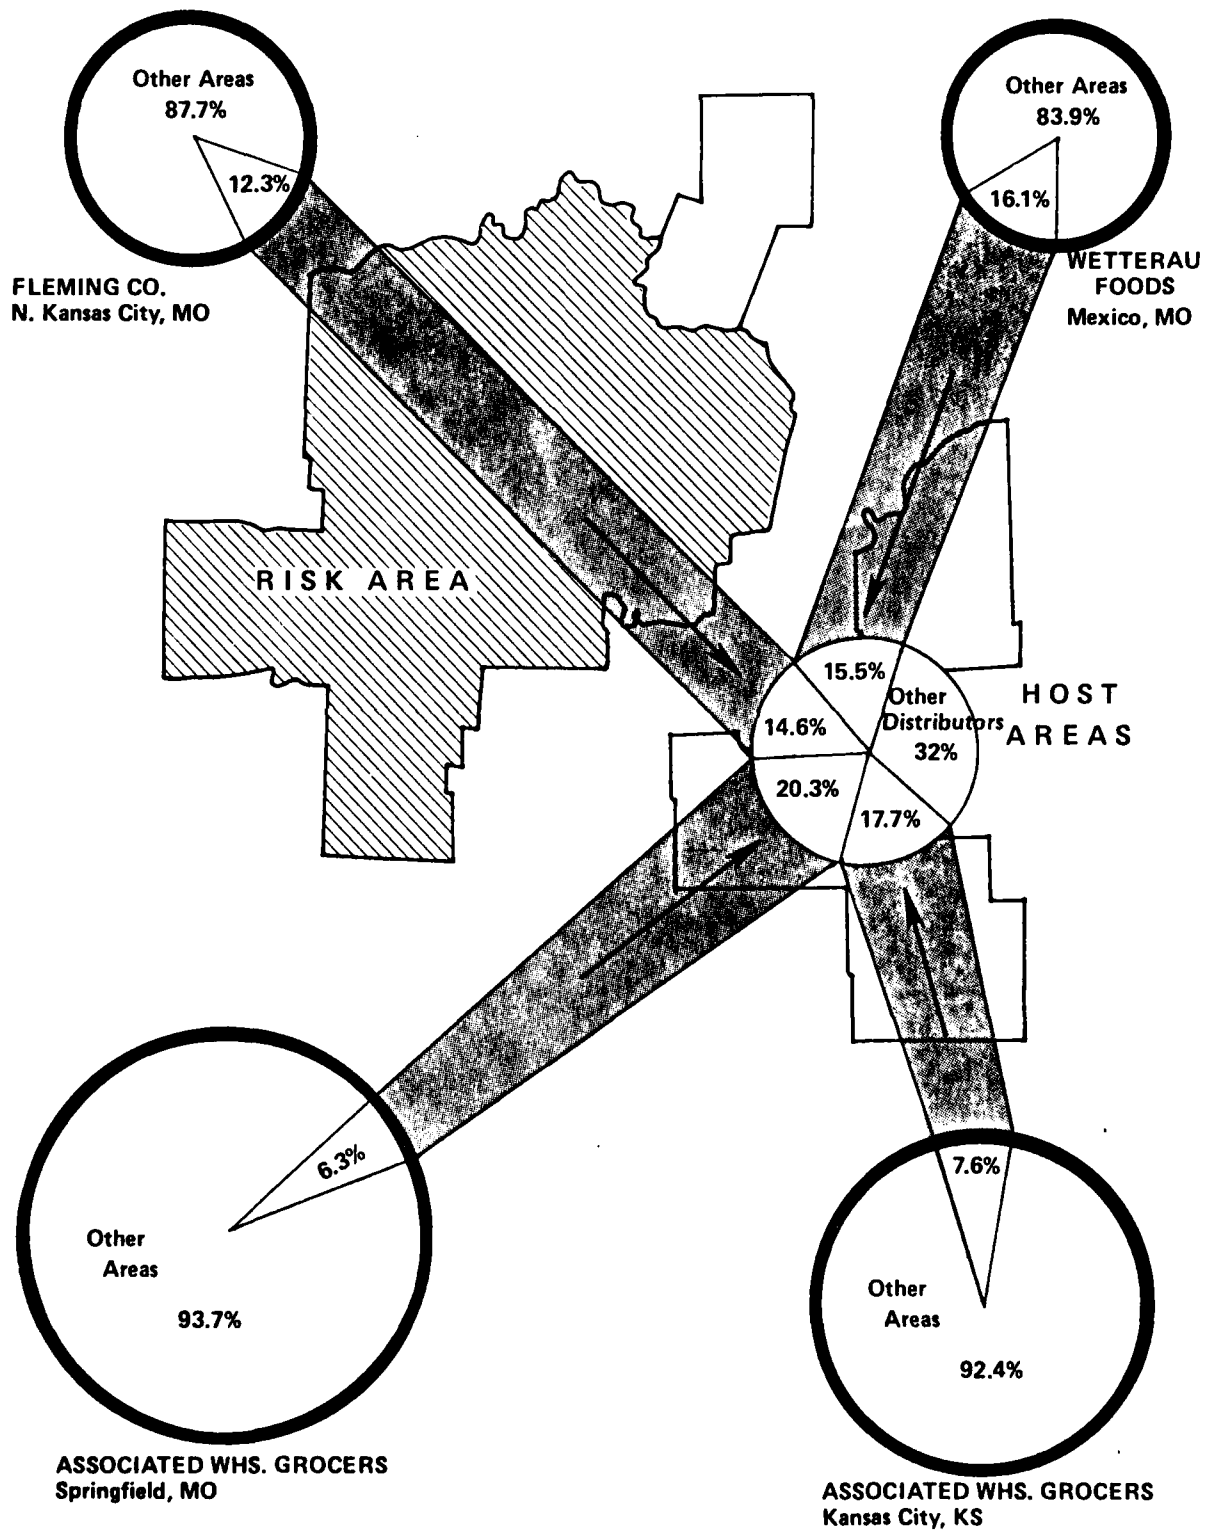 Other Areas
87.7%
12.3%
FLEMING CO.
N. Kansas City, MO
Other Areas
83.9%
16.1%
WETTERAU
FOODS
Mexico, MO
RISK AREA
15.5%
Other
Distributors
32%
14.6%
20.3%
17.7%
HOST
AREAS
6.3%
Other
Areas
93.7%
ASSOCIATED WHS. GROCERS
Springfield, MO
7.6%
Other
Areas
92.4%
ASSOCIATED WHS. GROCERS
Kansas City, KS